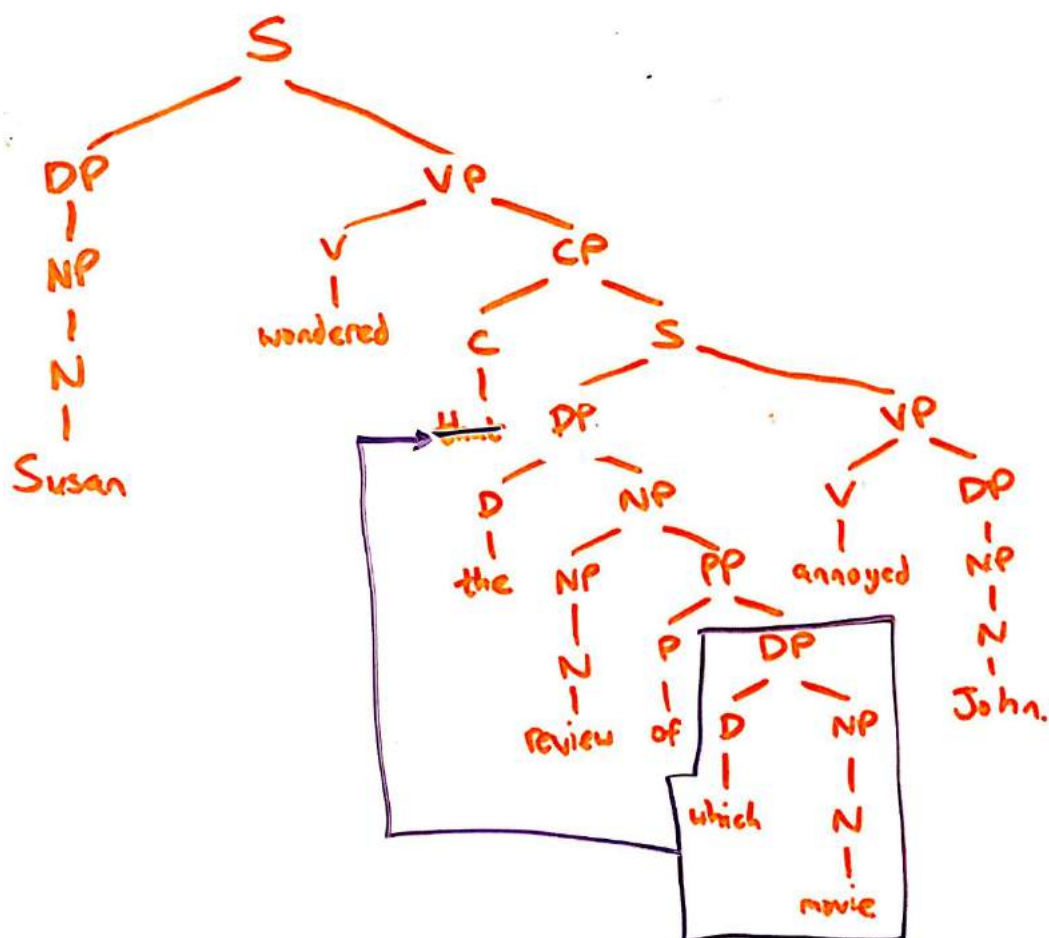 S
DP VP
NP V CP
wondered C S
N DP VP
Susan D NP V DP
the NP PP annoyed NP
N P DP N
review of D NP John.
which N
movie